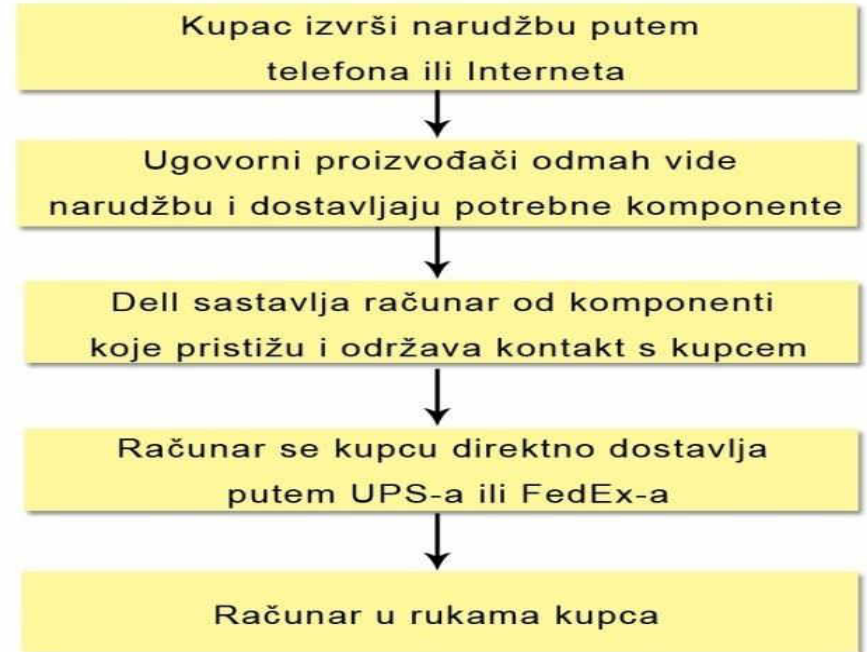 Kupac izvrši narudžbu putem
telefona ili Interneta
Ugovorni proizvođači odmah vide
narudžbu i dostavljaju potrebne komponente
Dell sastavlja računar od komponenti
koje pristižu i održava kontakt s kupcem
Računar se kupcu direktno dostavlja
putem UPS-a ili FedEx-a
Računar u rukama kupca